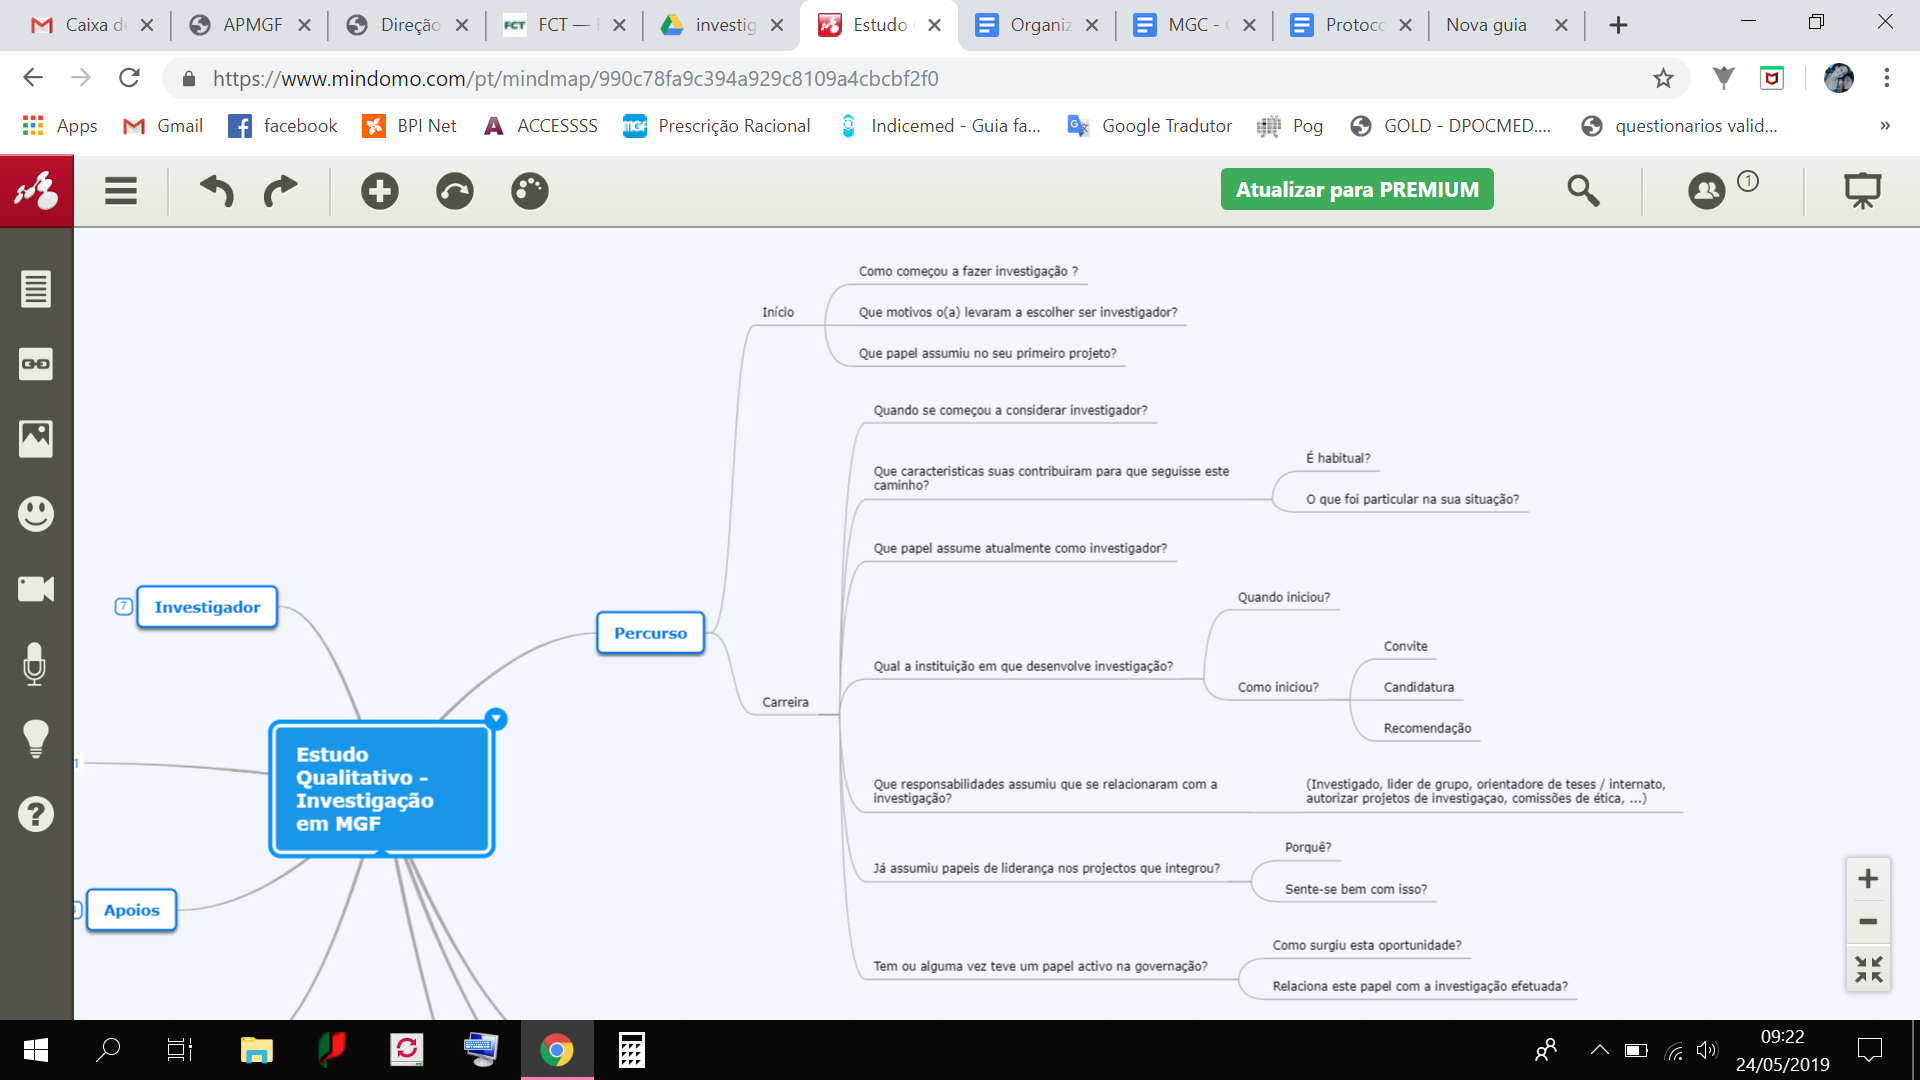 Caixa de
APMGF
Direção
FCT —
investig
Estudo
Organiz
MGC -
Protoco
Nova guia
https://www.mindomo.com/pt/mindmap/990c78fa9c394a929c8109a4cbcbf2f0
Apps
Gmail
facebook
BPI Net
ACCESSSS
Prescrição Racional
Indicemed - Guia fa...
Google Tradutor
Pog
GOLD - DPOCMED....
questionarios valid...
»
Atualizar para PREMIUM
1
Como começou a fazer investigação ?
Início
Que motivos o(a) levaram a escolher ser investigador?
Que papel assumiu no seu primeiro projeto?
Quando se começou a considerar investigador?
Que caracteristicas suas contribuiram para que seguisse este
caminho?
É habitual?
O que foi particular na sua situação?
Que papel assume atualmente como investigador?
Quando iniciou?
7
Investigador
Percurso
Convite
Qual a instituição em que desenvolve investigação?
Como iniciou?
Candidatura
Carreira
Recomendação
Estudo
Qualitativo -
Investigação
em MGF
1
Que responsabilidades assumiu que se relacionaram com a
investigação?
(Investigado, lider de grupo, orientadore de teses / internato,
autorizar projetos de investigaçao, comissões de ética, ...)
Porquê?
Já assumiu papeis de liderança nos projectos que integrou?
Sente-se bem com isso?
Apoios
Como surgiu esta oportunidade?
Tem ou alguma vez teve um papel activo na governação?
Relaciona este papel com a investigação efetuada?
09:22
24/05/2019